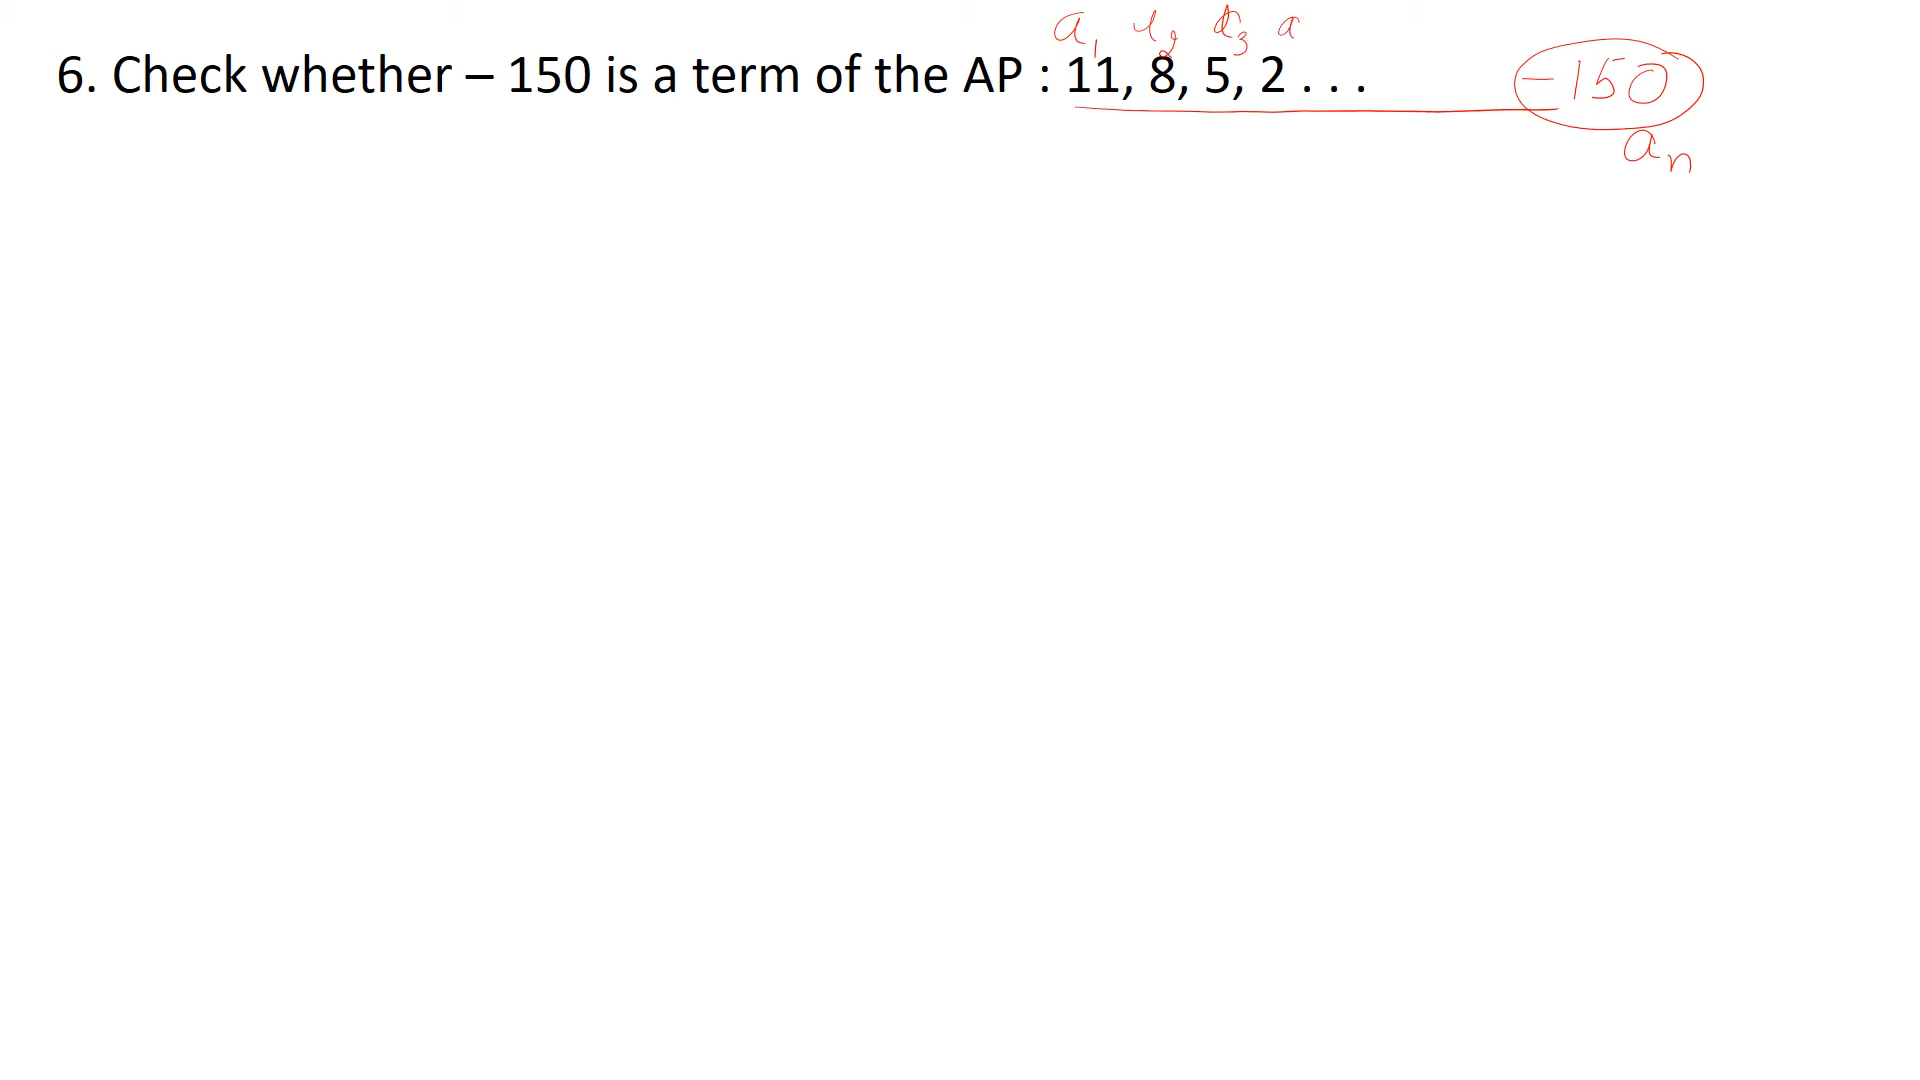 a₁ a₂ a₃ a
6. Check whether – 150 is a term of the AP : 11, 8, 5, 2 . . . –150
aₙ